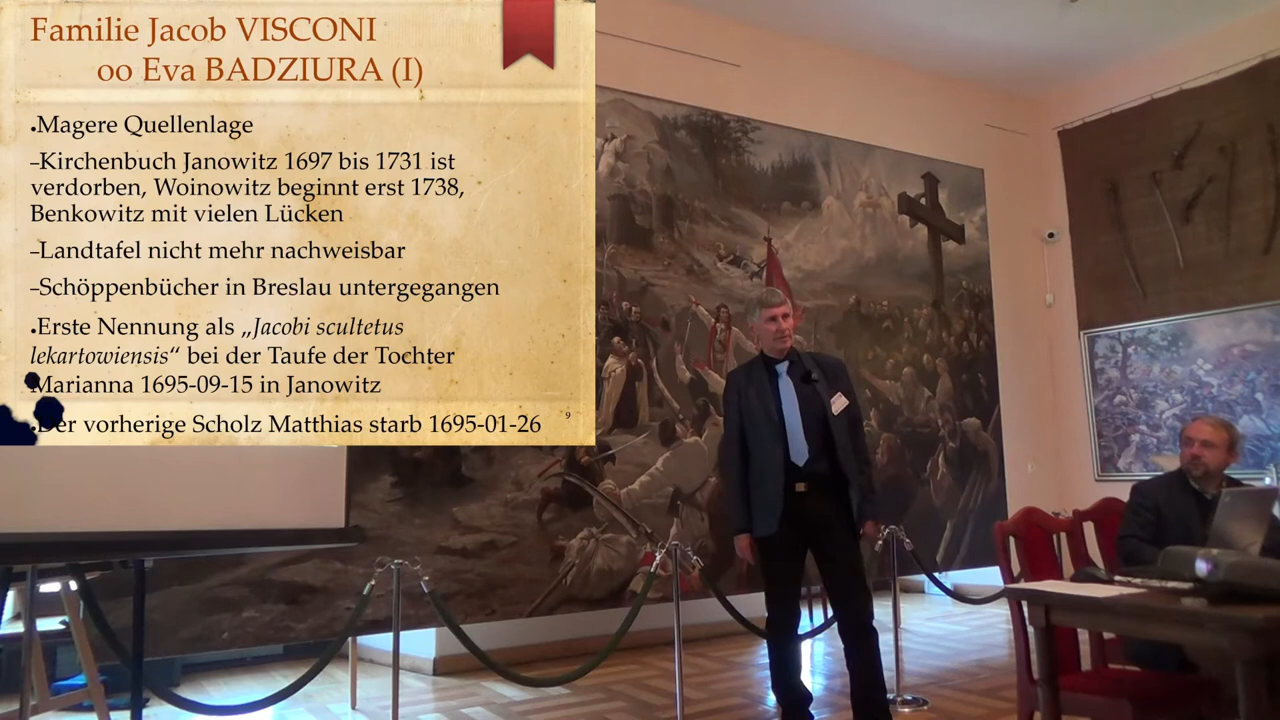 Familie Jacob VISCONI
oo Eva BADZIURA (I)
•Magere Quellenlage
–Kirchenbuch Janowitz 1697 bis 1731 ist
verdorben, Woinowitz beginnt erst 1738,
Benkowitz mit vielen Lücken
–Landtafel nicht mehr nachweisbar
–Schöppenbücher in Breslau untergegangen
•Erste Nennung als „Jacobi scultetus
lekartowiensis“ bei der Taufe der Tochter
Marianna 1695-09-15 in Janowitz
•Der vorherige Scholz Matthias starb 1695-01-26
9